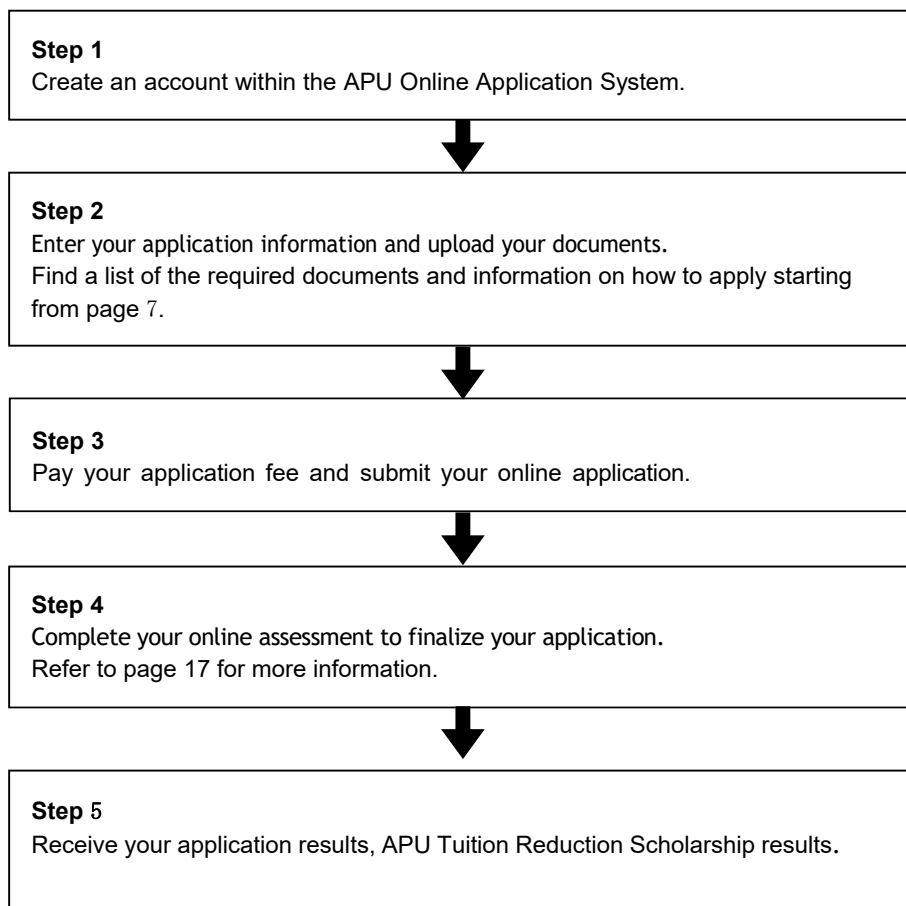 Step 1
Create an account within the APU Online Application System.
Step 2
Enter your application information and upload your documents.
Find a list of the required documents and information on how to apply starting
from page 7.
Step 3
Pay your application fee and submit your online application.
Step 4
Complete your online assessment to finalize your application.
Refer to page 17 for more information.
Step 5
Receive your application results, APU Tuition Reduction Scholarship results.